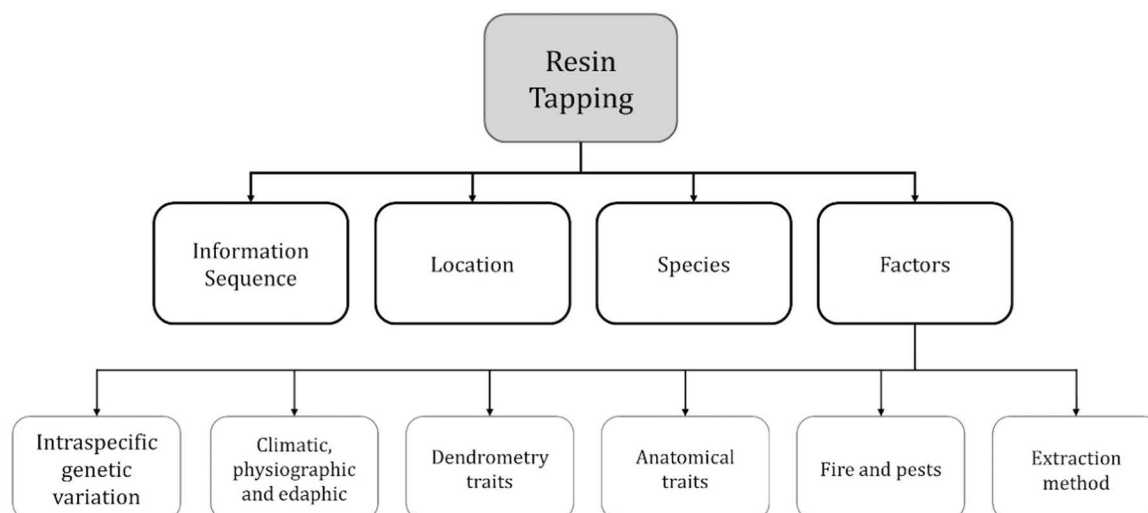 Resin
Tapping
Information
Sequence
Location
Species
Factors
Intraspecific
genetic
variation
Climatic,
physiographic
and edaphic
Dendrometry
traits
Anatomical
traits
Fire and pests
Extraction
method